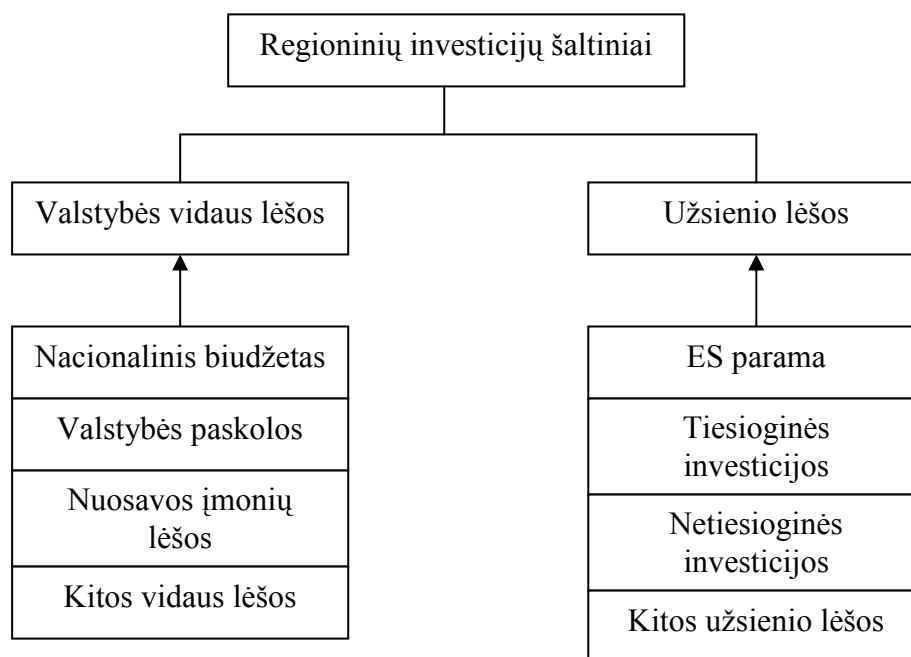 Regioninių investicijų šaltiniai
Valstybės vidaus lėšos
Užsienio lėšos
Nacionalinis biudžetas
Valstybės paskolos
Nuosavos įmonių
lėšos
Kitos vidaus lėšos
ES parama
Tiesioginės
investicijos
Netiesioginės
investicijos
Kitos užsienio lėšos